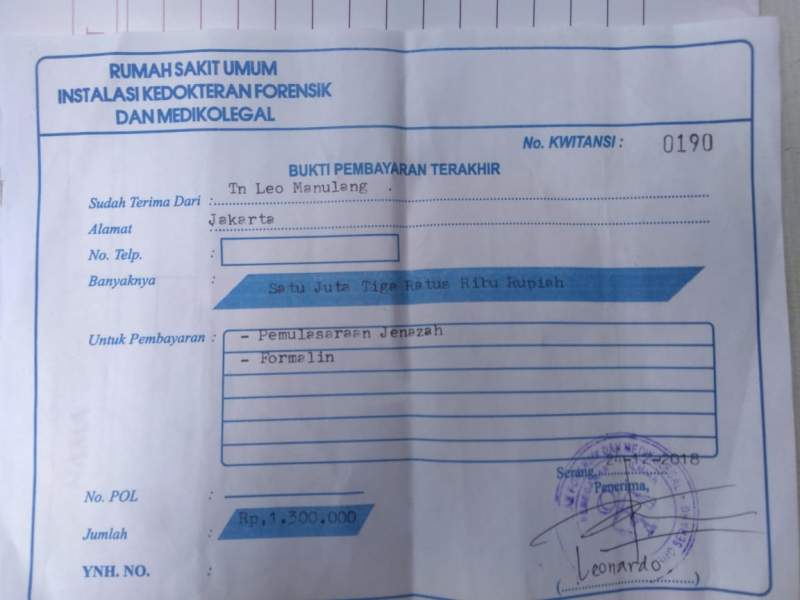 RUMAH SAKIT UMUM
INSTALASI KEDOKTERAN FORENSIK
DAN MEDIKOLEGAL
No. KWITANSI : 0190
BUKTI PEMBAYARAN TERAKHIR
Sudah Terima Dari : Tn Leo Manulang .
Alamat : Jakarta
No. Telp. :
Banyaknya : Satu Juta Tiga Ratus Ribu Rupiah
Untuk Pembayaran : - Pemulasaraan Jenazah
- Formalin
Serang, 24-12-2018
Penerima,
No. POL :
Jumlah : Rp,1,300.000
YNH. NO. :
(Leonardo.)